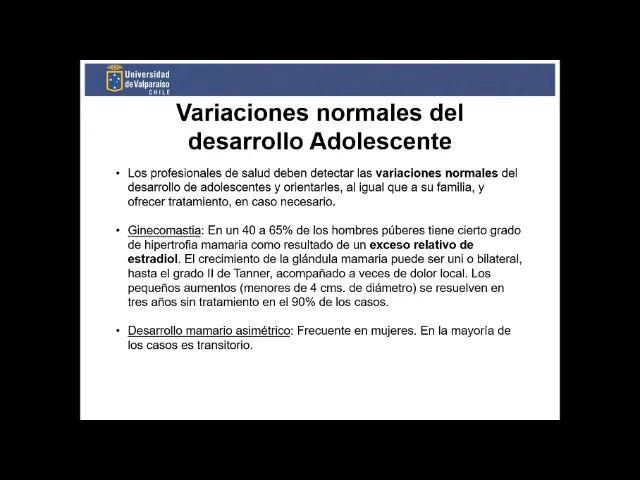 Universidad
de Valparaíso
CHILE
Variaciones normales del
desarrollo Adolescente
• Los profesionales de salud deben detectar las variaciones normales del
desarrollo de adolescentes y orientarles, al igual que a su familia, y
ofrecer tratamiento, en caso necesario.
• Ginecomastia: En un 40 a 65% de los hombres púberes tiene cierto grado
de hipertrofia mamaria como resultado de un exceso relativo de
estradiol. El crecimiento de la glándula mamaria puede ser uni o bilateral,
hasta el grado II de Tanner, acompañado a veces de dolor local. Los
pequeños aumentos (menores de 4 cms. de diámetro) se resuelven en
tres años sin tratamiento en el 90% de los casos.
• Desarrollo mamario asimétrico: Frecuente en mujeres. En la mayoría de
los casos es transitorio.